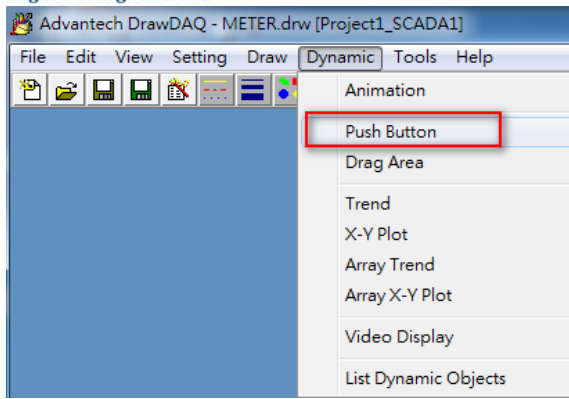 Advantech DrawDAQ - METER.drw [Project1_SCADA1]
File Edit View Setting Draw Dynamic Tools Help
Animation
Push Button
Drag Area
Trend
X-Y Plot
Array Trend
Array X-Y Plot
Video Display
List Dynamic Objects